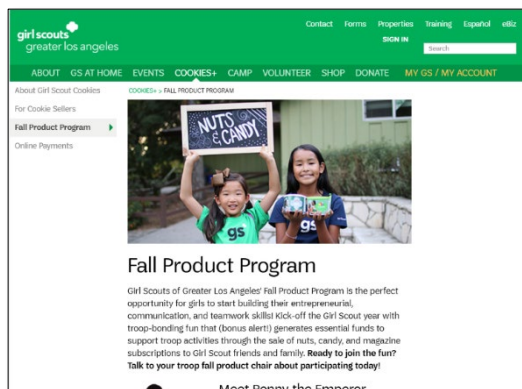 girl scouts
greater los angeles
Contact Forms Properties Training Español eBiz
SIGN IN
Search
ABOUT GS AT HOME EVENTS COOKIES+ CAMP VOLUNTEER SHOP DONATE MY GS / MY ACCOUNT
About Girl Scout Cookies
For Cookie Sellers
Fall Product Program
Online Payments
COOKIES+ > FALL PRODUCT PROGRAM
NUTS
& CANDY
gs
gs
Fall Product Program
Girl Scouts of Greater Los Angeles' Fall Product Program is the perfect
opportunity for girls to start building their entrepreneurial,
communication, and teamwork skills! Kick-off the Girl Scout year with
troop-bonding fun that (bonus alert!) generates essential funds to
support troop activities through the sale of nuts, candy, and magazine
subscriptions to Girl Scout friends and family. Ready to join the fun?
Talk to your troop fall product chair about participating today!
Meet Penny the Emperor